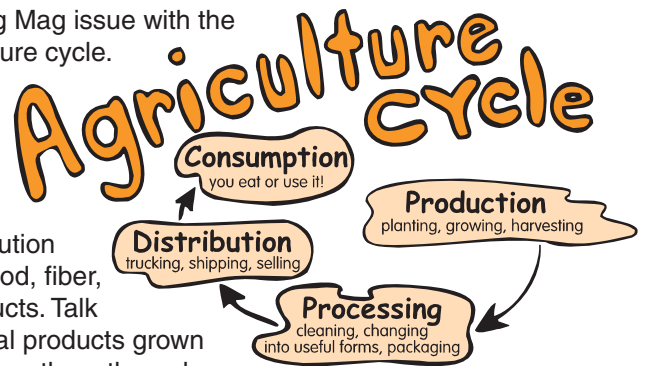 g Mag issue with the
ure cycle.
Agriculture
cycle
Consumption
you eat or use it!
Production
planting, growing, harvesting
Distribution
trucking, shipping, selling
Processing
cleaning, changing
into useful forms, packaging
ution
od, fiber,
ucts. Talk
al products grown